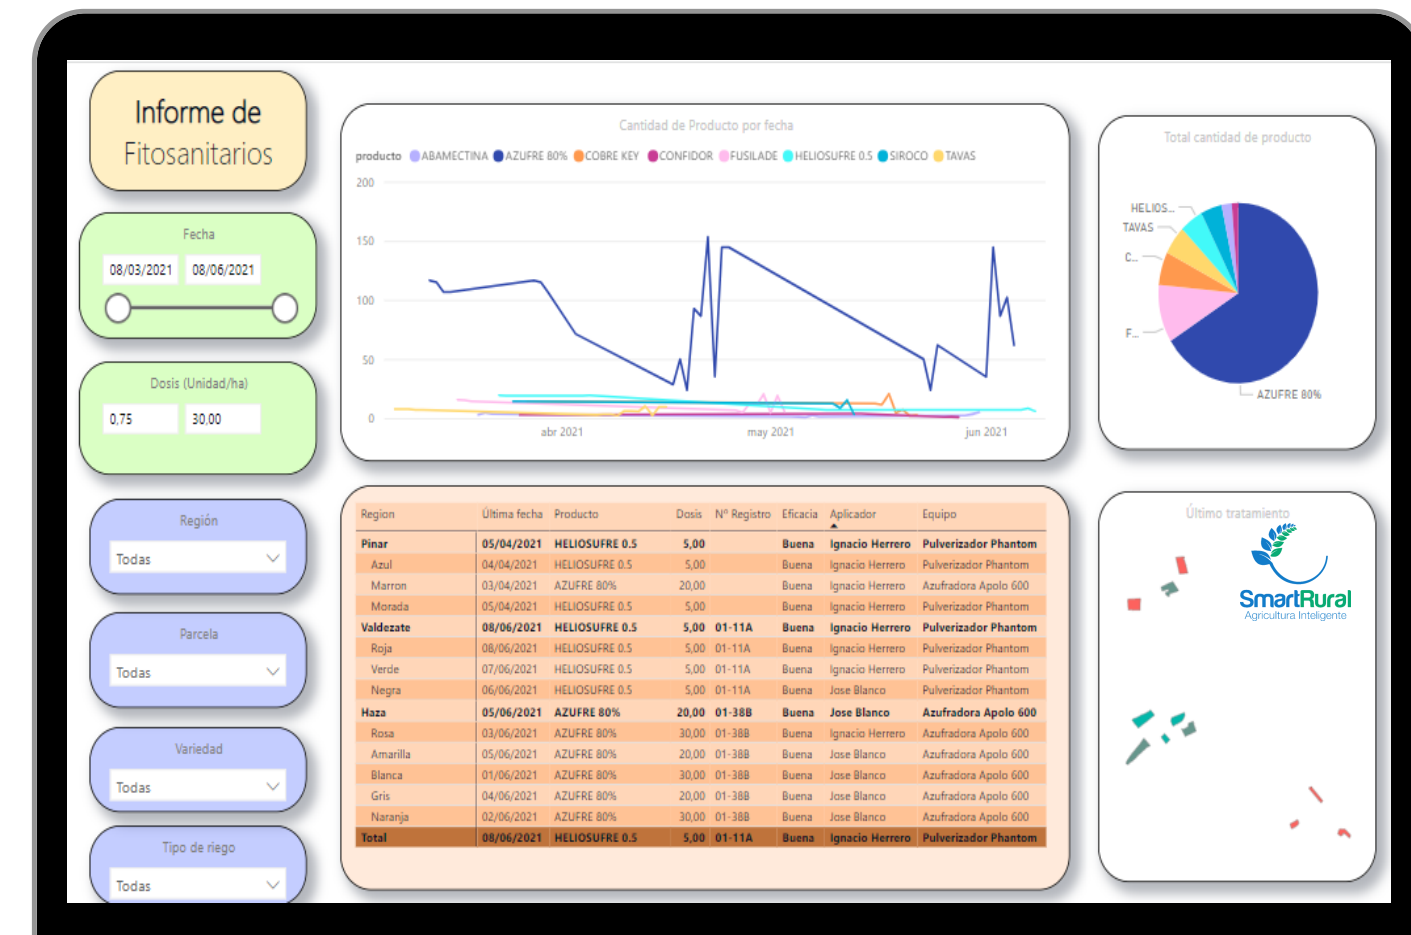 Informe de
Fitosanitarios
Fecha
08/03/2021 08/06/2021
Dosis (Unidad/ha)
0,75 30,00
Región
Todas
Parcela
Todas
Variedad
Todas
Tipo de riego
Todas
Cantidad de Producto por fecha
producto ABAMECTINA AZUFRE 80% COBRE KEY CONFIDOR FUSILADE HELIOSUFRE 0.5 SIROCO TAVAS
200
150
100
50
0
abr 2021 may 2021 jun 2021
Total cantidad de producto
HELIOS...
TAVAS
C...
F...
AZUFRE 80%
Region Última fecha Producto Dosis Nº Registro Eficacia Aplicador Equipo
Pinar 05/04/2021 HELIOSUFRE 0.5 5,00 Buena Ignacio Herrero Pulverizador Phantom
Azul 04/04/2021 HELIOSUFRE 0.5 5,00 Buena Ignacio Herrero Pulverizador Phantom
Marron 03/04/2021 AZUFRE 80% 20,00 Buena Ignacio Herrero Azufradora Apolo 600
Morada 05/04/2021 HELIOSUFRE 0.5 5,00 Buena Ignacio Herrero Pulverizador Phantom
Valdezate 08/06/2021 HELIOSUFRE 0.5 5,00 01-11A Buena Ignacio Herrero Pulverizador Phantom
Roja 08/06/2021 HELIOSUFRE 0.5 5,00 01-11A Buena Ignacio Herrero Pulverizador Phantom
Verde 07/06/2021 HELIOSUFRE 0.5 5,00 01-11A Buena Ignacio Herrero Pulverizador Phantom
Negra 06/06/2021 HELIOSUFRE 0.5 5,00 01-11A Buena Jose Blanco Pulverizador Phantom
Haza 05/06/2021 AZUFRE 80% 20,00 01-38B Buena Jose Blanco Azufradora Apolo 600
Rosa 03/06/2021 AZUFRE 80% 30,00 01-38B Buena Ignacio Herrero Azufradora Apolo 600
Amarilla 05/06/2021 AZUFRE 80% 20,00 01-38B Buena Jose Blanco Azufradora Apolo 600
Blanca 01/06/2021 AZUFRE 80% 30,00 01-38B Buena Jose Blanco Azufradora Apolo 600
Gris 04/06/2021 AZUFRE 80% 20,00 01-38B Buena Jose Blanco Azufradora Apolo 600
Naranja 02/06/2021 AZUFRE 80% 30,00 01-38B Buena Jose Blanco Azufradora Apolo 600
Total 08/06/2021 HELIOSUFRE 0.5 5,00 01-11A Buena Ignacio Herrero Pulverizador Phantom
Último tratamiento
SmartRural
Agricultura Inteligente